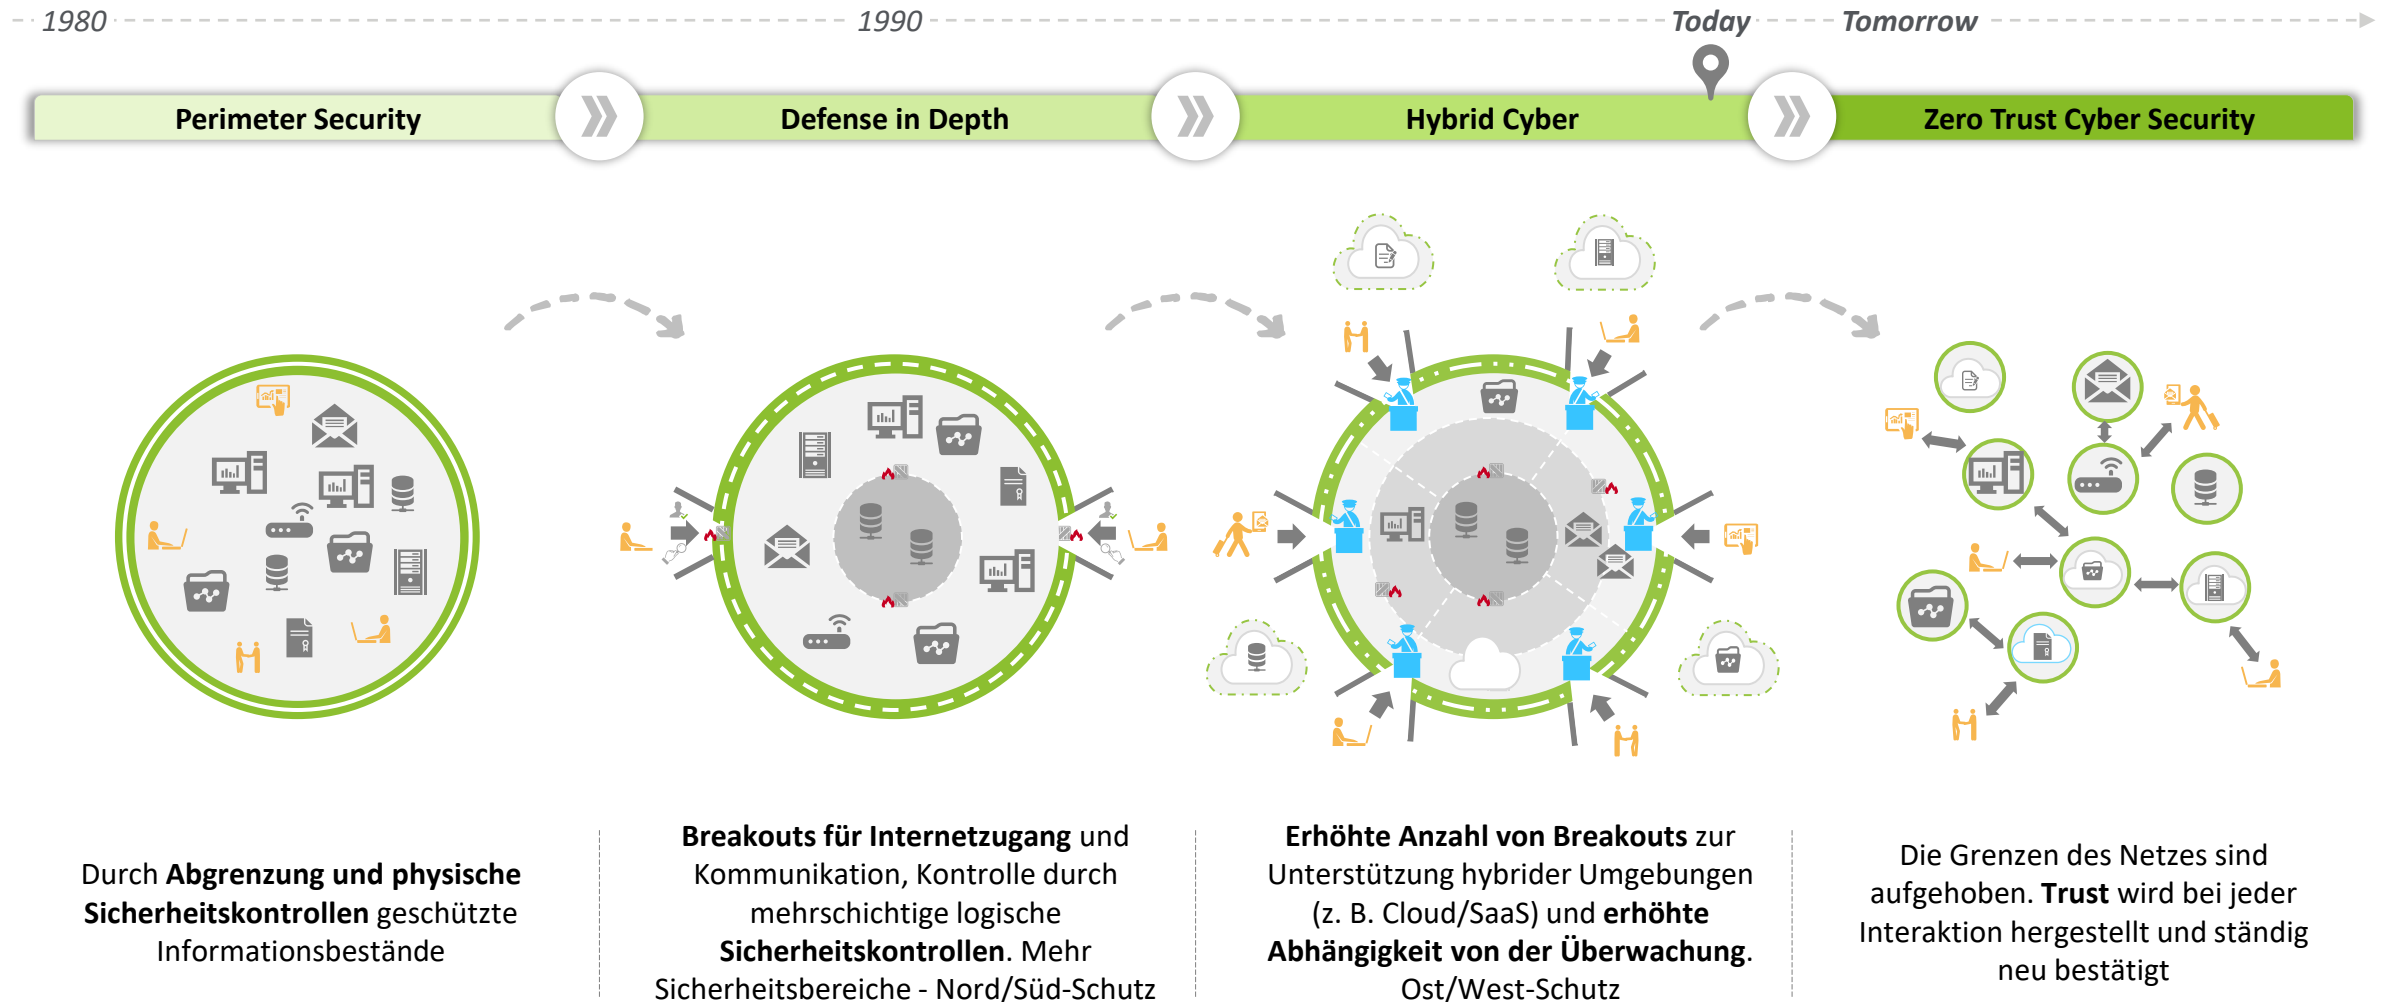 1980
1990
Today
Tomorrow
Perimeter Security
Defense in Depth
Hybrid Cyber
Zero Trust Cyber Security
Durch Abgrenzung und physische
Sicherheitskontrollen geschützte
Informationsbestände
Breakouts für Internetzugang und
Kommunikation, Kontrolle durch
mehrschichtige logische
Sicherheitskontrollen. Mehr
Sicherheitsbereiche - Nord/Süd-Schutz
Erhöhte Anzahl von Breakouts zur
Unterstützung hybrider Umgebungen
(z. B. Cloud/SaaS) und erhöhte
Abhängigkeit von der Überwachung.
Ost/West-Schutz
Die Grenzen des Netzes sind
aufgehoben. Trust wird bei jeder
Interaktion hergestellt und ständig
neu bestätigt